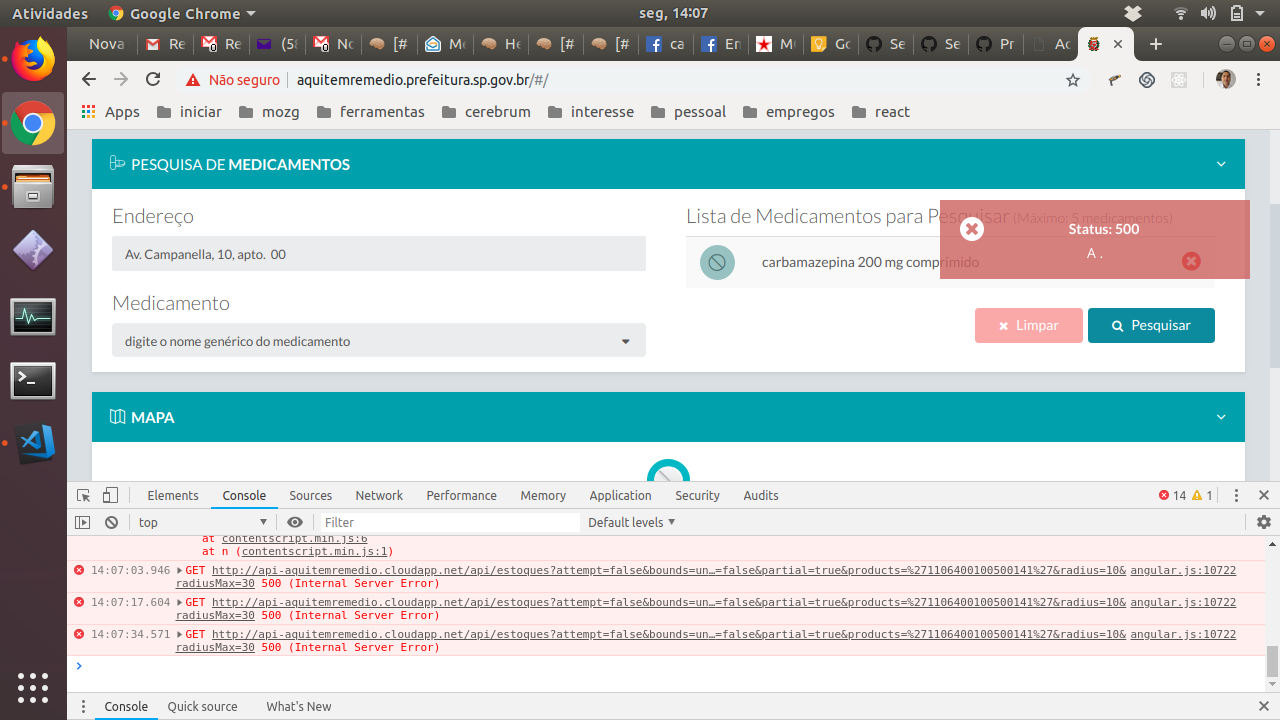 Atividades
Google Chrome
seg, 14:07
Nova
Re
Re
(58
No
[#
Me
He
[#
[#
ca
En
Mi
Go
Se
Se
Pr
Ac
Não seguro
aquitemremedio.prefeitura.sp.gov.br/#/
Apps
iniciar
mozg
ferramentas
cerebrum
interesse
pessoal
empregos
react
PESQUISA DE MEDICAMENTOS
Endereço
Av. Campanella, 10, apto. 00
Medicamento
digite o nome genérico do medicamento
Lista de Medicamentos para Pesquisar (Máximo: 5 medicamentos)
Status: 500
A .
carbamazepina 200 mg comprimido
Limpar
Pesquisar
MAPA
Elements
Console
Sources
Network
Performance
Memory
Application
Security
Audits
14
1
top
Filter
Default levels
at contentscript.min.js:6
at n (contentscript.min.js:1)
14:07:03.946 GET http://api-aquitemremedio.cloudapp.net/api/estoques?attempt=false&bounds=un…=false&partial=true&products=%271106400100500141%27&radius=10& angular.js:10722
radiusMax=30 500 (Internal Server Error)
14:07:17.604 GET http://api-aquitemremedio.cloudapp.net/api/estoques?attempt=false&bounds=un…=false&partial=true&products=%271106400100500141%27&radius=10& angular.js:10722
radiusMax=30 500 (Internal Server Error)
14:07:34.571 GET http://api-aquitemremedio.cloudapp.net/api/estoques?attempt=false&bounds=un…=false&partial=true&products=%271106400100500141%27&radius=10& angular.js:10722
radiusMax=30 500 (Internal Server Error)
Console
Quick source
What's New